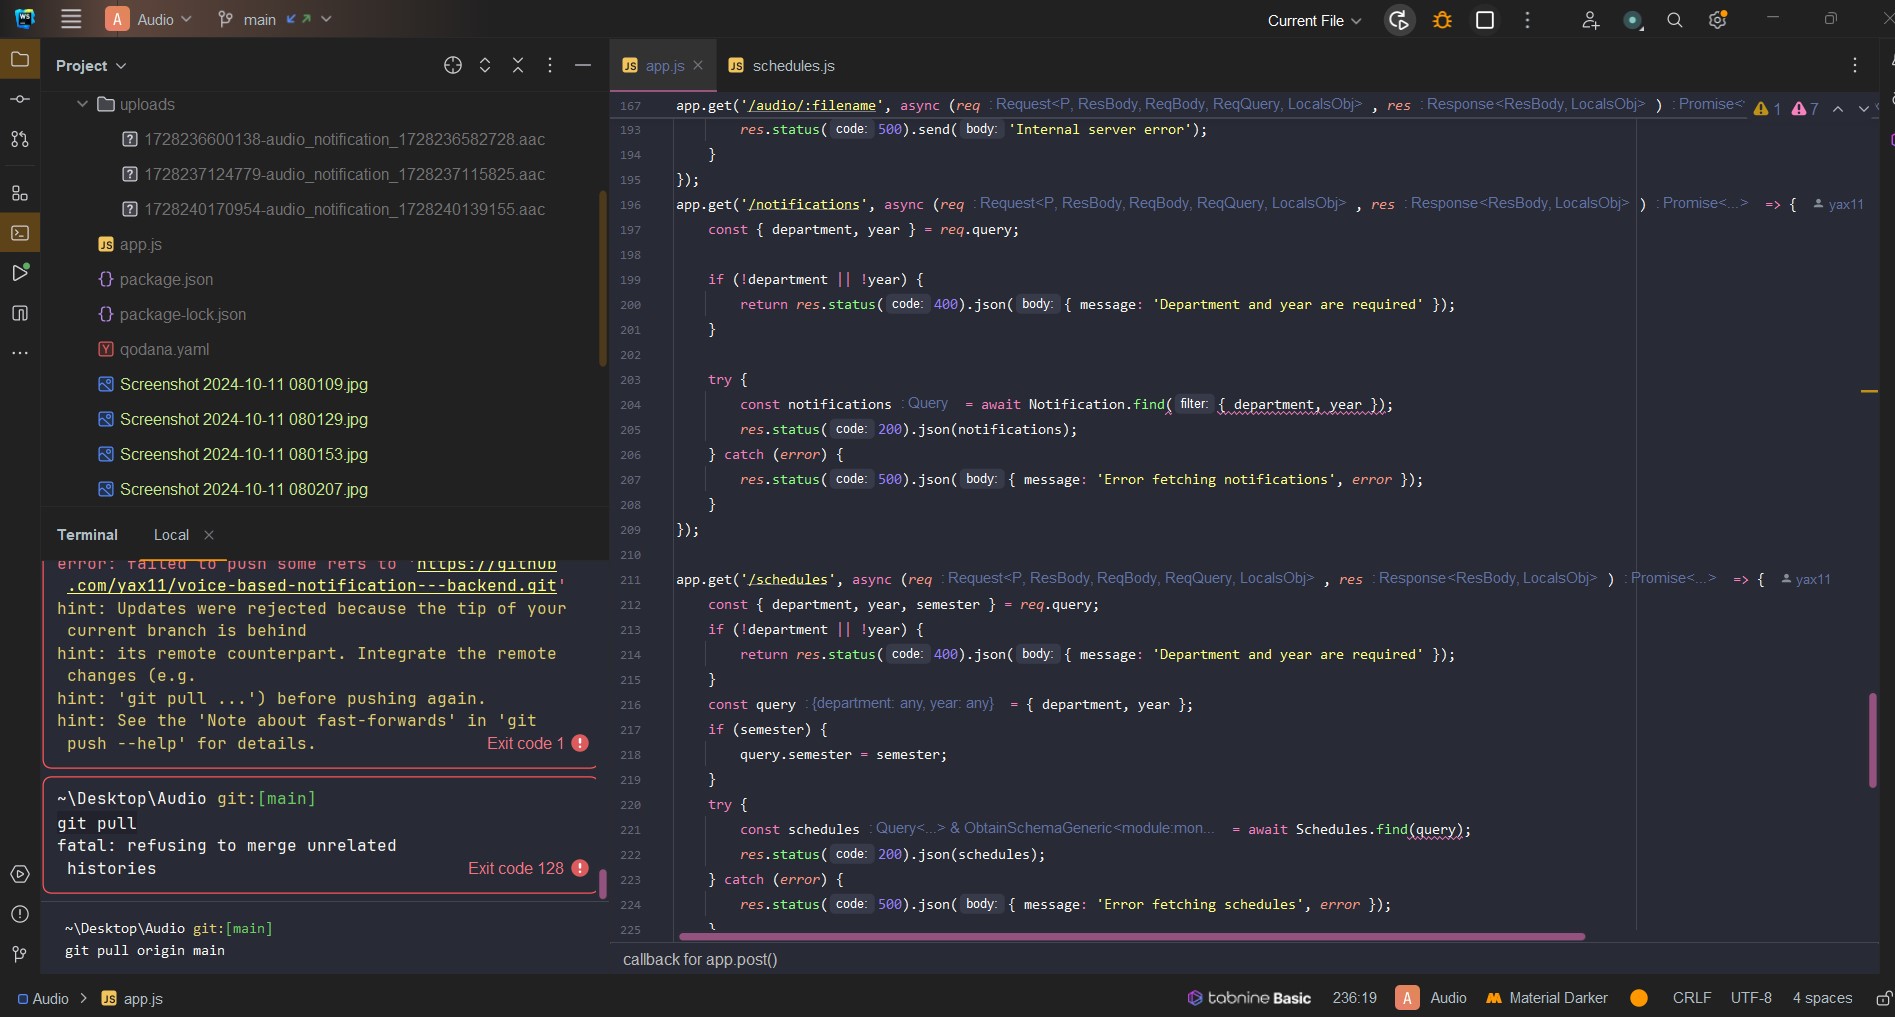 WS
A Audio
main
Current File
Project
uploads
? 1728236600138-audio_notification_1728236582728.aac
? 1728237124779-audio_notification_1728237115825.aac
? 1728240170954-audio_notification_1728240139155.aac
JS app.js
{} package.json
{} package-lock.json
Y qodana.yaml
Screenshot 2024-10-11 080109.jpg
Screenshot 2024-10-11 080129.jpg
Screenshot 2024-10-11 080153.jpg
Screenshot 2024-10-11 080207.jpg
Terminal Local
error: failed to push some refs to 'https://github
.com/yax11/voice-based-notification---backend.git'
hint: Updates were rejected because the tip of your
current branch is behind
hint: its remote counterpart. Integrate the remote
changes (e.g.
hint: 'git pull ...') before pushing again.
hint: See the 'Note about fast-forwards' in 'git
push --help' for details. Exit code 1
~\Desktop\Audio git:[main]
git pull
fatal: refusing to merge unrelated
histories Exit code 128
~\Desktop\Audio git:[main]
git pull origin main
JS app.js JS schedules.js
167 app.get('/audio/:filename', async (req : Request<P, ResBody, ReqBody, ReqQuery, LocalsObj> , res : Response<ResBody, LocalsObj> ) : Promise< 1 7
193 res.status( code: 500).send( body: 'Internal server error');
194 }
195 });
196 app.get('/notifications', async (req : Request<P, ResBody, ReqBody, ReqQuery, LocalsObj> , res : Response<ResBody, LocalsObj> ) : Promise<...> => { yax11
197 const { department, year } = req.query;
198
199 if (!department || !year) {
200 return res.status( code: 400).json( body: { message: 'Department and year are required' });
201 }
202
203 try {
204 const notifications : Query = await Notification.find( filter: { department, year });
205 res.status( code: 200).json(notifications);
206 } catch (error) {
207 res.status( code: 500).json( body: { message: 'Error fetching notifications', error });
208 }
209 });
210
211 app.get('/schedules', async (req : Request<P, ResBody, ReqBody, ReqQuery, LocalsObj> , res : Response<ResBody, LocalsObj> ) : Promise<...> => { yax11
212 const { department, year, semester } = req.query;
213 if (!department || !year) {
214 return res.status( code: 400).json( body: { message: 'Department and year are required' });
215 }
216 const query : {department: any, year: any} = { department, year };
217 if (semester) {
218 query.semester = semester;
219 }
220 try {
221 const schedules : Query<...> & ObtainSchemaGeneric<module:mon... = await Schedules.find(query);
222 res.status( code: 200).json(schedules);
223 } catch (error) {
224 res.status( code: 500).json( body: { message: 'Error fetching schedules', error });
225 }
callback for app.post()
Audio > JS app.js
tabnine Basic 236:19 A Audio Material Darker CRLF UTF-8 4 spaces